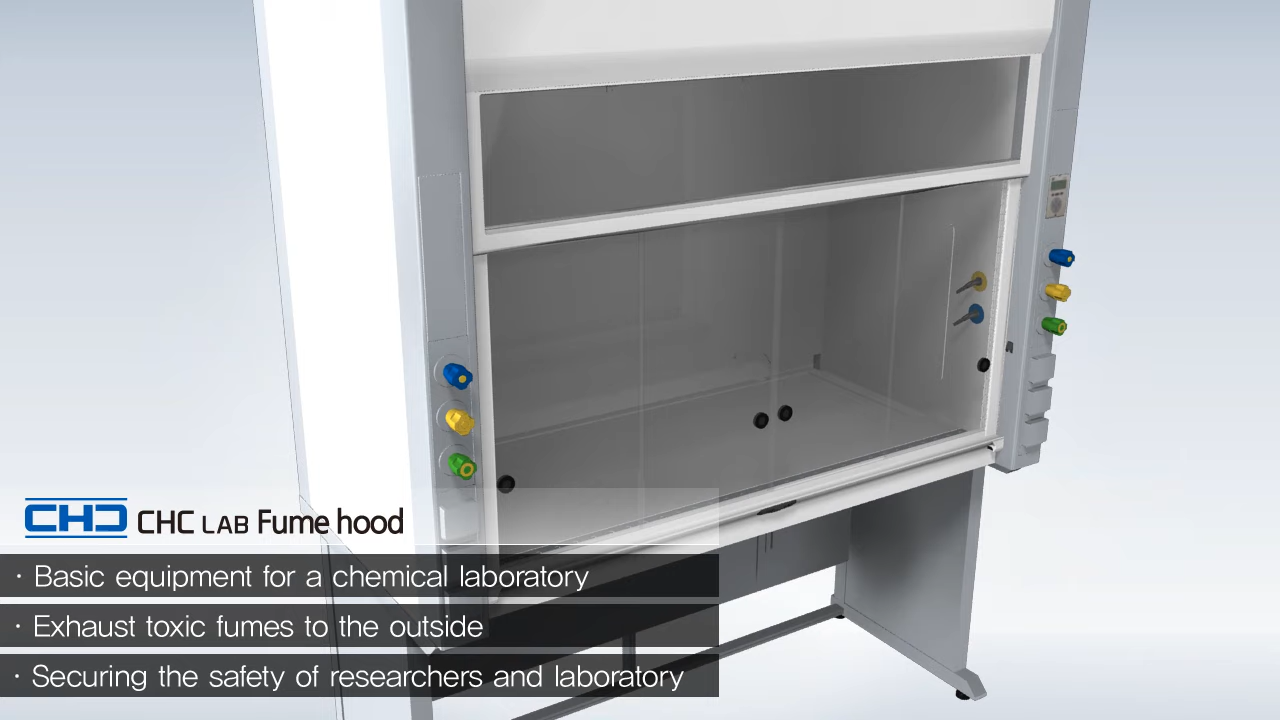 CHC CHC LAB Fume hood
· Basic equipment for a chemical laboratory
· Exhaust toxic fumes to the outside
· Securing the safety of researchers and laboratory